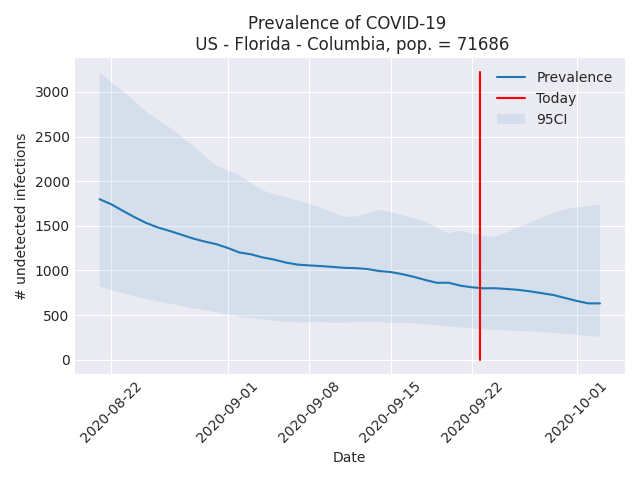 Prevalence of COVID-19
US - Florida - Columbia, pop. = 71686
Prevalence
Today
95CI
# undetected infections
3000
2500
2000
1500
1000
500
0
2020-08-22
2020-09-01
2020-09-08
2020-09-15
2020-09-22
2020-10-01
Date